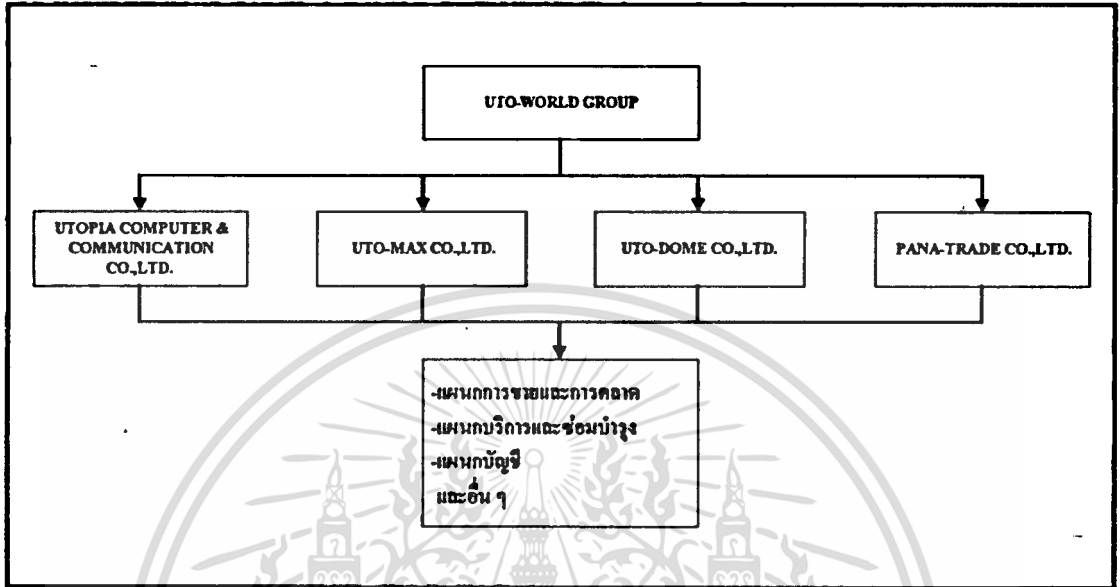 UTO-WORLD GROUP
UTOPIA COMPUTER &
COMMUNICATION
CO.,LTD.
UTO-MAX CO.,LTD.
UTO-DOME CO.,LTD.
PANA-TRADE CO.,LTD.
-แผนกการขายและการตลาด
-แผนกบริการและซ่อมบำรุง
-แผนกบัญชี
และอื่น ๆ